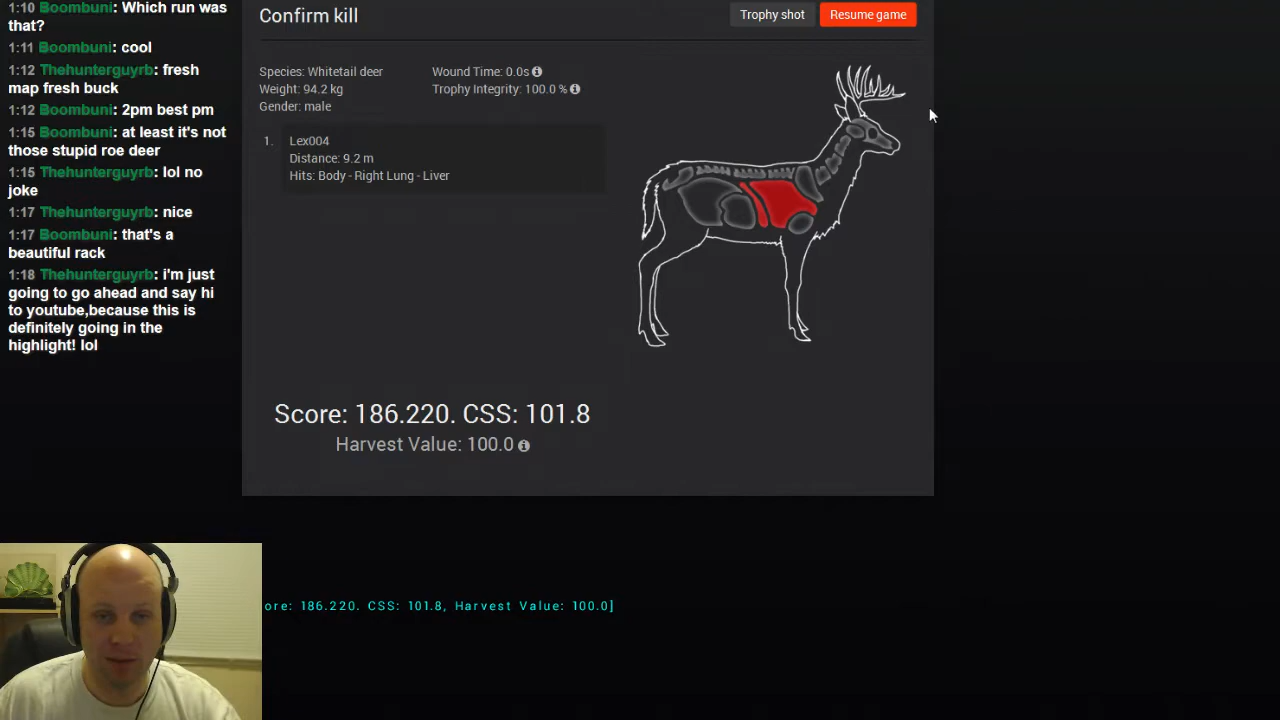 1:10 Boombuni: Which run was
that?
1:11 Boombuni: cool
1:12 Thehunterguyrb: fresh
map fresh buck
1:12 Boombuni: 2pm best pm
1:15 Boombuni: at least it's not
those stupid roe deer
1:15 Thehunterguyrb: lol no
joke
1:17 Thehunterguyrb: nice
1:17 Boombuni: that's a
beautiful rack
1:18 Thehunterguyrb: i'm just
going to go ahead and say hi
to youtube,because this is
definitely going in the
highlight! lol
Confirm kill
Trophy shot
Resume game
Species: Whitetail deer
Weight: 94.2 kg
Gender: male
Wound Time: 0.0s
Trophy Integrity: 100.0 %
1. Lex004
Distance: 9.2 m
Hits: Body - Right Lung - Liver
Score: 186.220. CSS: 101.8
Harvest Value: 100.0
ore: 186.220. CSS: 101.8, Harvest Value: 100.0]